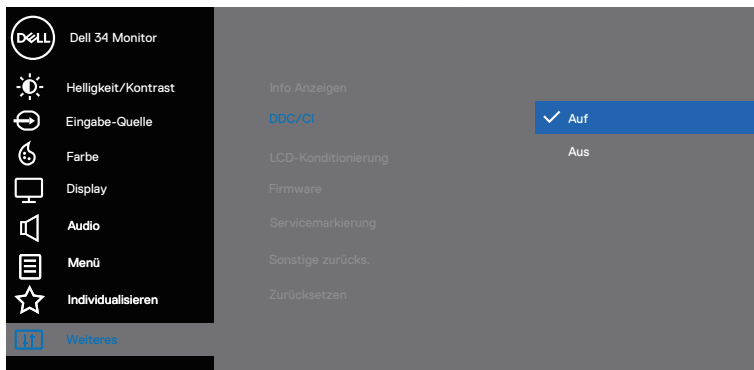 DELL
Dell 34 Monitor
Helligkeit/Kontrast
Eingabe-Quelle
Farbe
Display
Audio
Menü
Individualisieren
Weiteres
Info Anzeigen
DDC/CI
LCD-Konditionierung
Firmware
Servicemarkierung
Sonstige zurücks.
Zurücksetzen
Auf
Aus